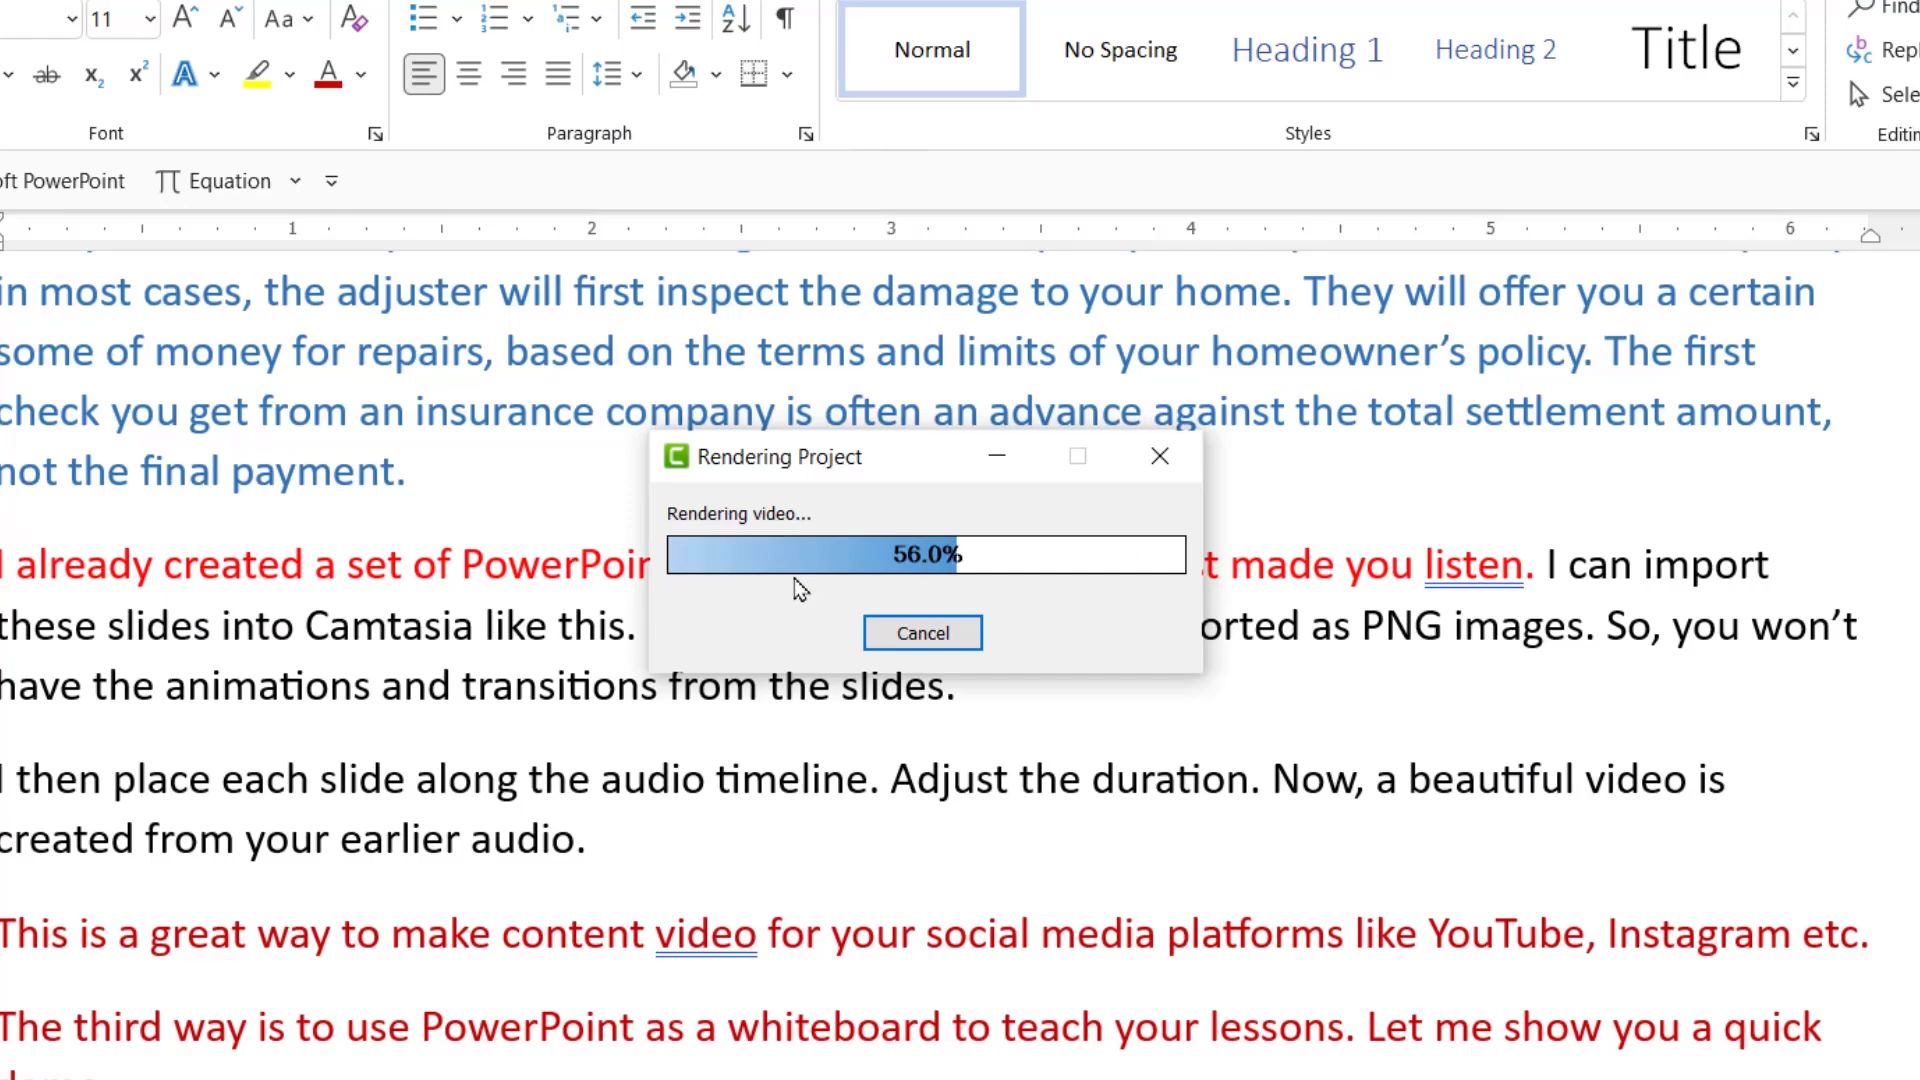 11
Aa
Find
Normal
No Spacing
Heading 1
Heading 2
Title
ab
x2
x2
A
A
Font
Paragraph
Styles
PowerPoint
Equation
1 2 3 4 5 6
in most cases, the adjuster will first inspect the damage to your home. They will offer you a certain
some of money for repairs, based on the terms and limits of your homeowner’s policy. The first
check you get from an insurance company is often an advance against the total settlement amount,
not the final payment.
Rendering Project
Rendering video...
56.0%
Cancel
I already created a set of made you listen. I can import
these slides into Camtasia like this. as PNG images. So, you won’t
have the animations and transitions from the slides.
I then place each slide along the audio timeline. Adjust the duration. Now, a beautiful video is
created from your earlier audio.
This is a great way to make content video for your social media platforms like YouTube, Instagram etc.
The third way is to use PowerPoint as a whiteboard to teach your lessons. Let me show you a quick